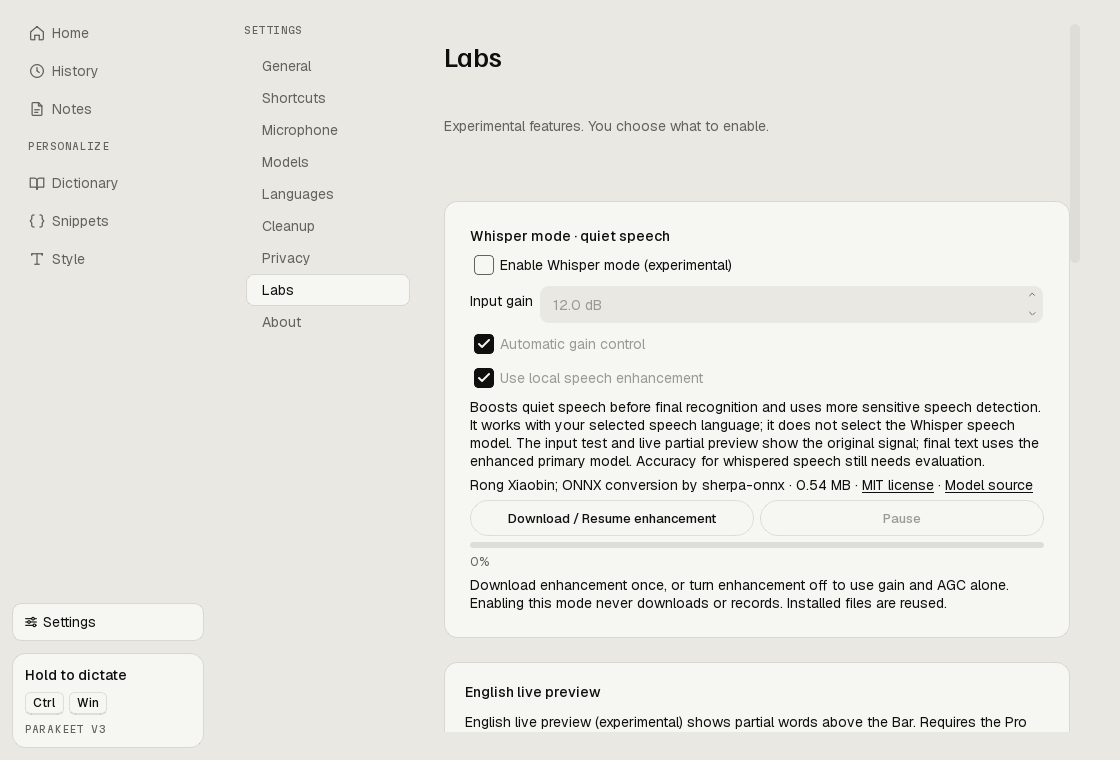 Home
History
Notes
PERSONALIZE
Dictionary
Snippets
Style
Settings
Hold to dictate
Ctrl Win
PARAKEET V3
SETTINGS
General
Shortcuts
Microphone
Models
Languages
Cleanup
Privacy
Labs
About
Labs
Experimental features. You choose what to enable.
Whisper mode · quiet speech
Enable Whisper mode (experimental)
Input gain 12.0 dB
Automatic gain control
Use local speech enhancement
Boosts quiet speech before final recognition and uses more sensitive speech detection.
It works with your selected speech language; it does not select the Whisper speech
model. The input test and live partial preview show the original signal; final text uses the
enhanced primary model. Accuracy for whispered speech still needs evaluation.
Rong Xiaobin; ONNX conversion by sherpa-onnx · 0.54 MB · MIT license · Model source
Download / Resume enhancement Pause
0%
Download enhancement once, or turn enhancement off to use gain and AGC alone.
Enabling this mode never downloads or records. Installed files are reused.
English live preview
English live preview (experimental) shows partial words above the Bar. Requires the Pro